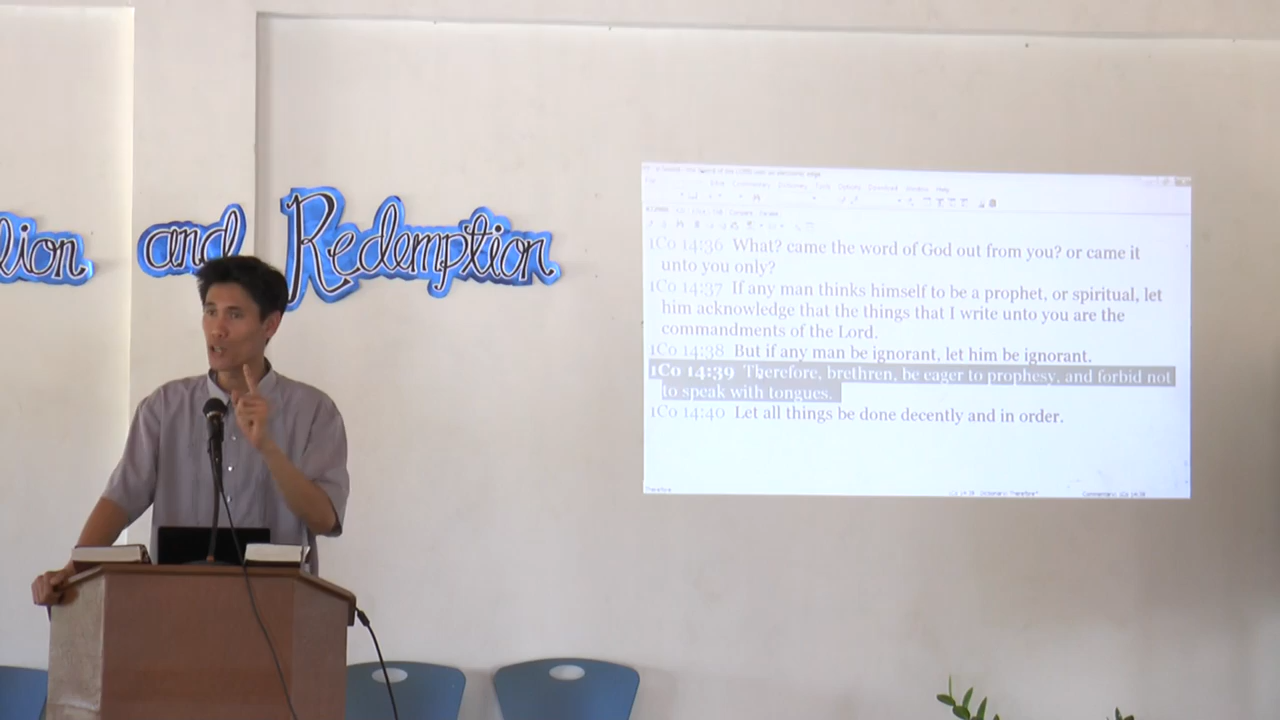 tion and Redemption
1Co 14:36 What? came the word of God out from you? or came it
unto you only?
1Co 14:37 If any man thinks himself to be a prophet, or spiritual, let
him acknowledge that the things that I write unto you are the
commandments of the Lord.
1Co 14:38 But if any man be ignorant, let him be ignorant.
1Co 14:39 Therefore, brethren, be eager to prophesy, and forbid not
to speak with tongues.
1Co 14:40 Let all things be done decently and in order.